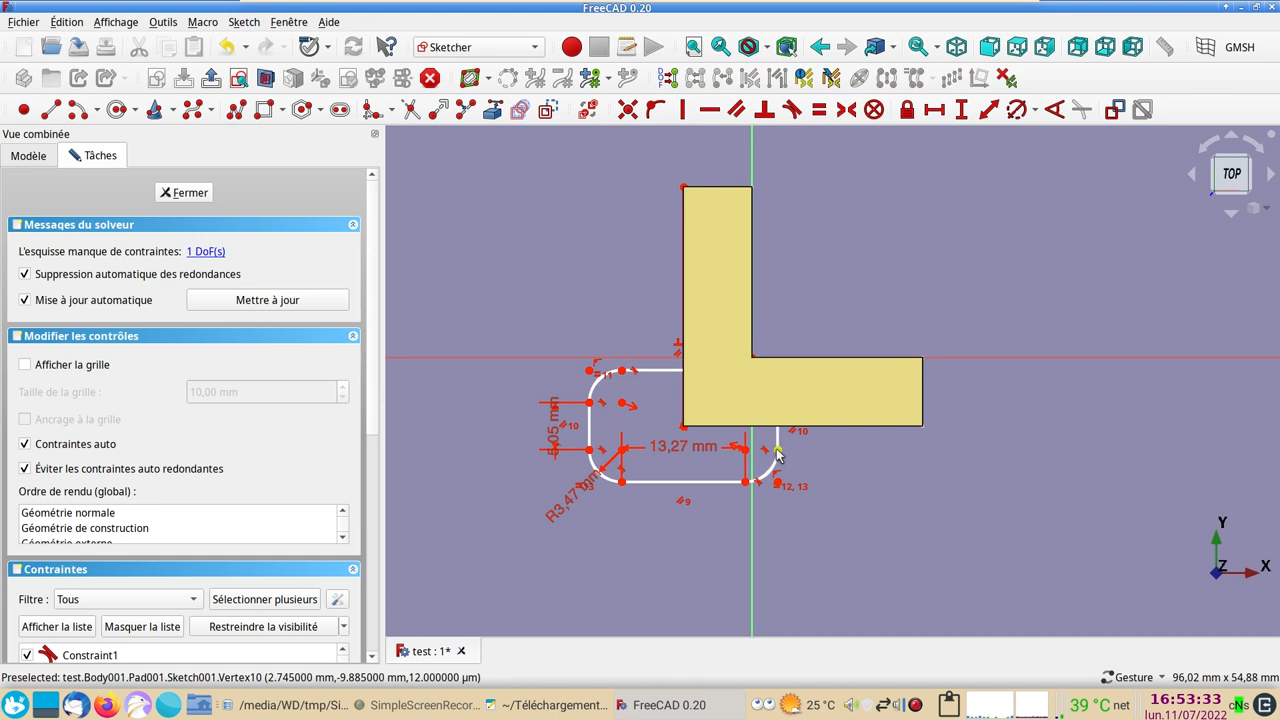 FreeCAD 0.20
Fichier Édition Affichage Outils Macro Sketch Fenêtre Aide
Sketcher
GMSH
Vue combinée
Modèle Tâches
Fermer
Messages du solveur
L'esquisse manque de contraintes: 1 DoF(s)
Suppression automatique des redondances
Mise à jour automatique Mettre à jour
Modifier les contrôles
Afficher la grille
Taille de la grille : 10,00 mm
Ancrage à la grille
Contraintes auto
Éviter les contraintes auto redondantes
Ordre de rendu (global) :
Géométrie normale
Géométrie de construction
Géométrie externe
Contraintes
Filtre : Tous Sélectionner plusieurs
Afficher la liste Masquer la liste Restreindre la visibilité
Constraint1
TOP
11
10
5,05 mm
13,27 mm
10
R3,47 mm
12, 13
9
Y
Z X
test : 1*
Preselected: test.Body001.Pad001.Sketch001.Vertex10 (2.745000 mm,-9.885000 mm,12.000000 µm)
Gesture 96,02 mm x 54,88 mm
/media/WD/tmp/Si... SimpleScreenRecor... ~/Téléchargement... FreeCAD 0.20
25 °C
39 °C net
16:53:33
lun.11/07/2022